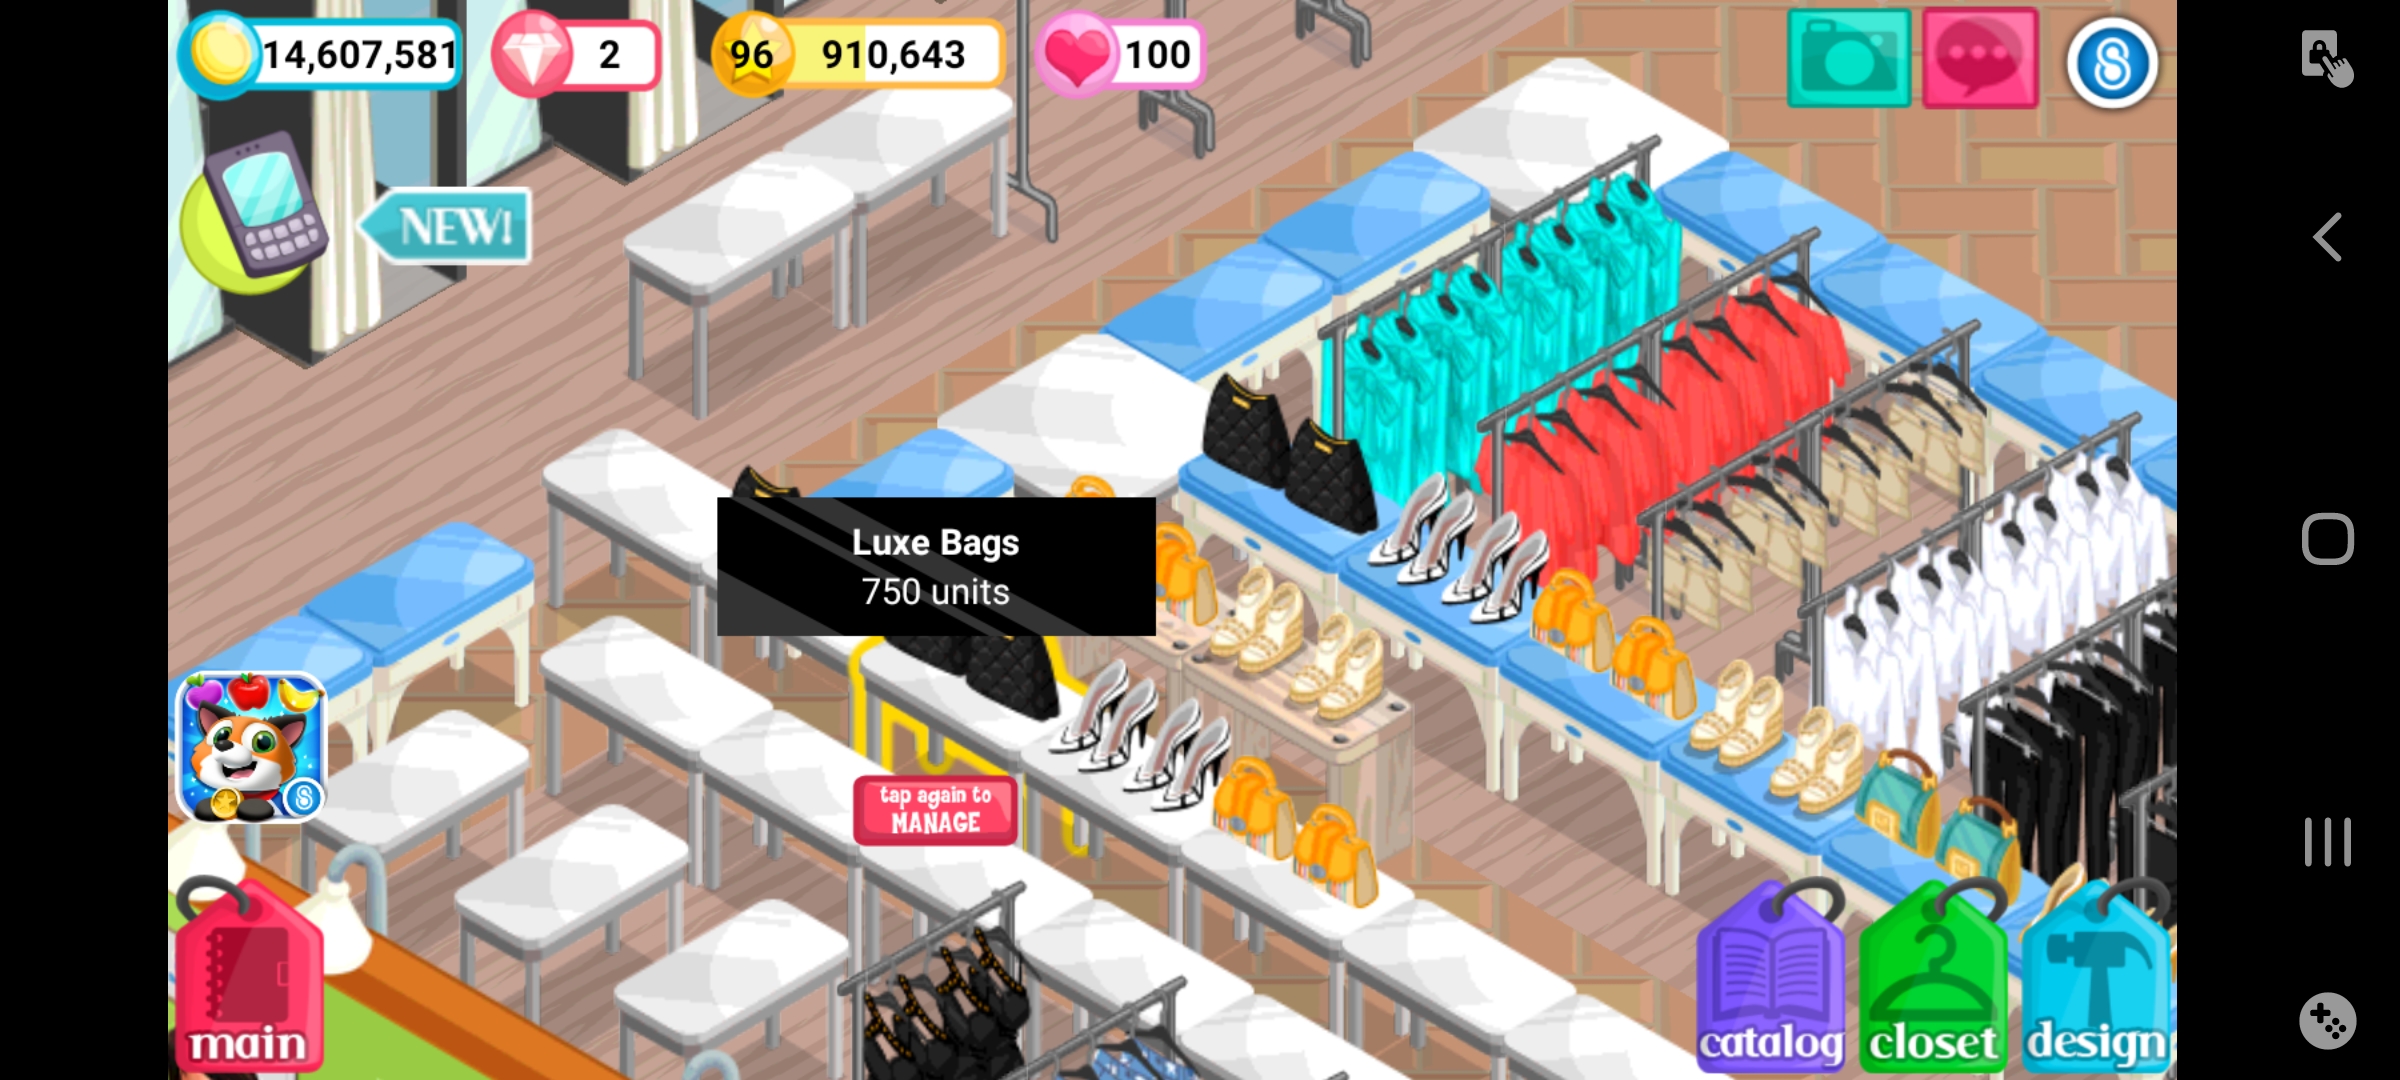 14,607,581
2
96 910,643
100
NEW!
Luxe Bags
750 units
tap again to
MANAGE
main
catalog
closet
design